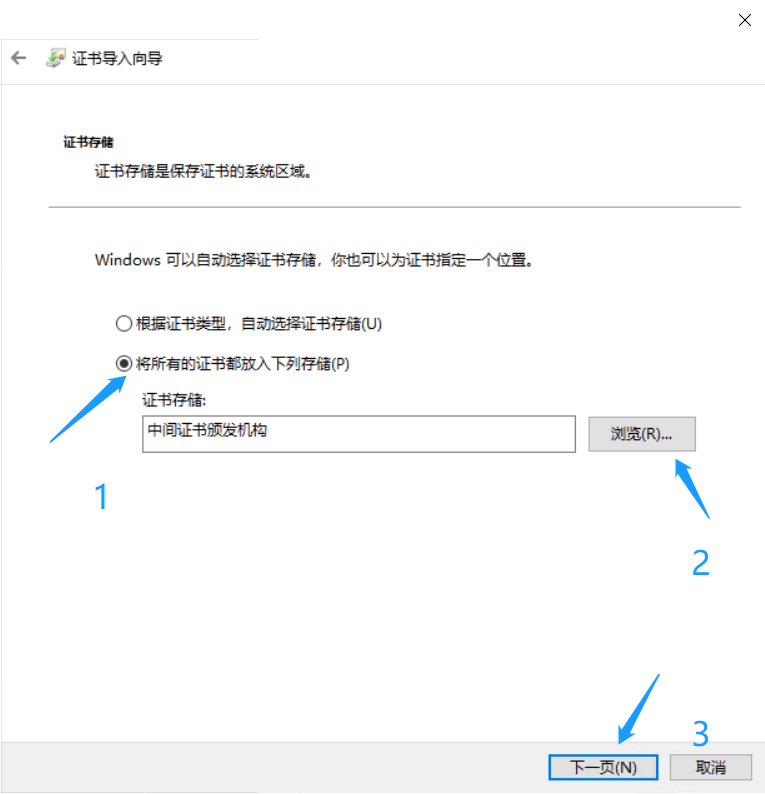 证书导入向导
证书存储
证书存储是保存证书的系统区域。
Windows 可以自动选择证书存储，你也可以为证书指定一个位置。
根据证书类型，自动选择证书存储(U)
将所有的证书都放入下列存储(P)
证书存储:
中间证书颁发机构
浏览(R)...
1
2
3
下一页(N)
取消